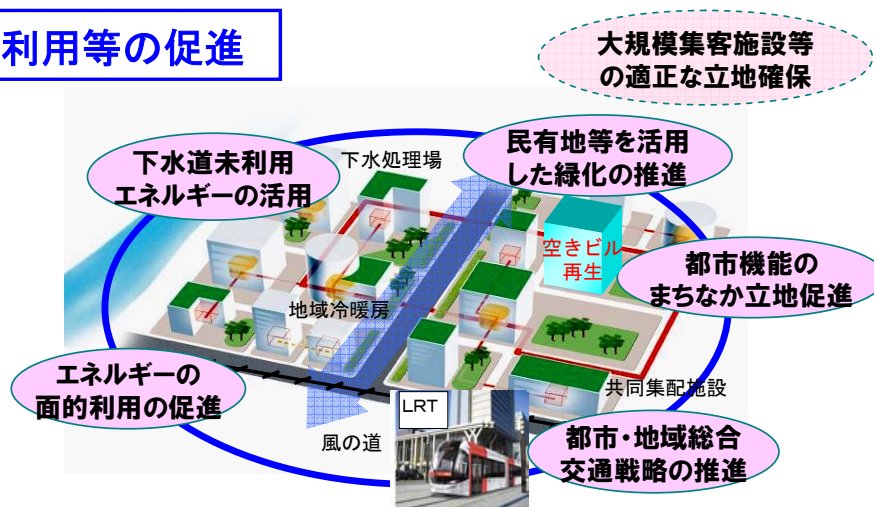 利用等の促進
大規模集客施設等
の適正な立地確保
下水道未利用
エネルギーの活用
下水処理場
民有地等を活用
した緑化の推進
空きビル
再生
都市機能の
まちなか立地促進
地域冷暖房
エネルギーの
面的利用の促進
共同集配施設
LRT
風の道
都市・地域総合
交通戦略の推進